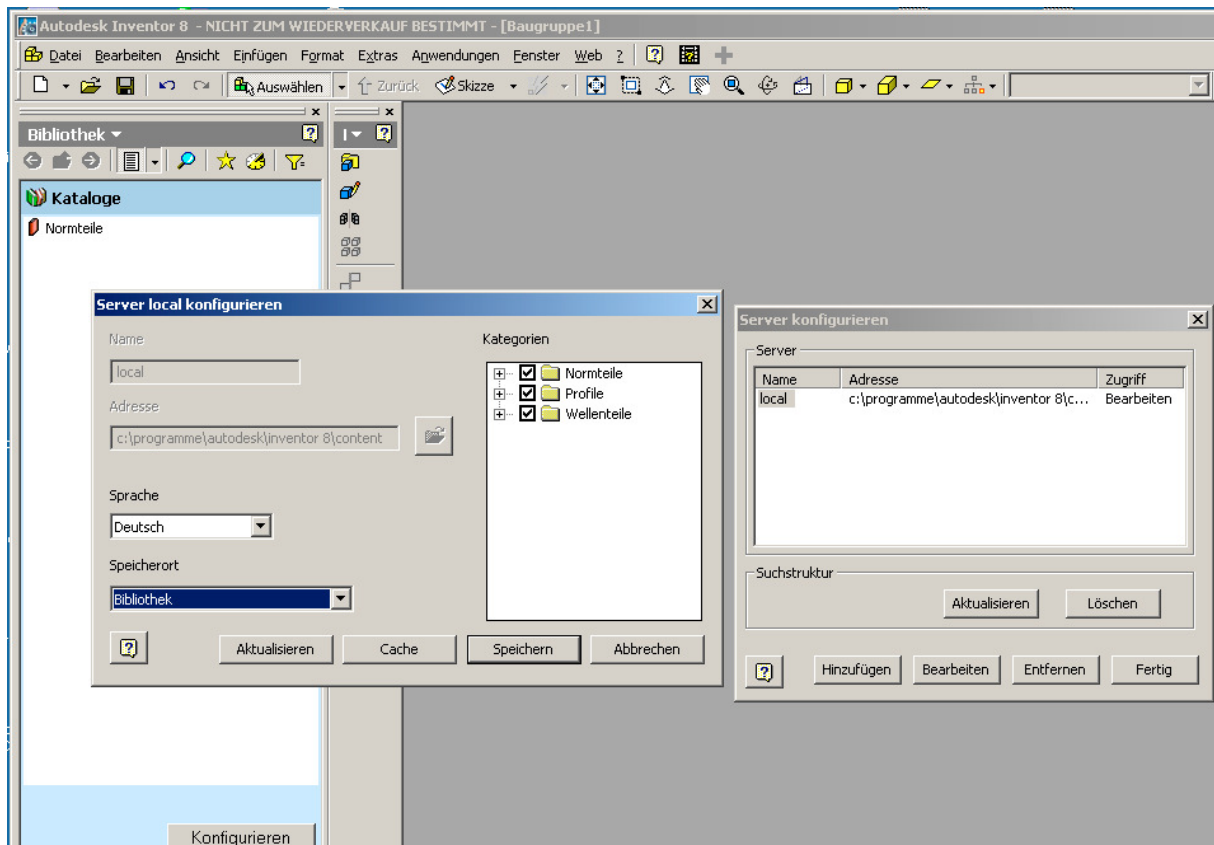 Autodesk Inventor 8 - NICHT ZUM WIEDERVERKAUF BESTIMMT - [Baugruppe1]
Datei Bearbeiten Ansicht Einfügen Format Extras Anwendungen Fenster Web ?
Auswählen Zurück Skizze
Bibliothek
Kataloge
Normteile
Server local konfigurieren
Name
local
Adresse
c:\programme\autodesk\inventor 8\content
Sprache
Deutsch
Speicherort
Bibliothek
Kategorien
Normteile
Profile
Wellenteile
Aktualisieren Cache Speichern Abbrechen
Server konfigurieren
Server
Name Adresse Zugriff
local c:\programme\autodesk\inventor 8\c... Bearbeiten
Suchstruktur
Aktualisieren Löschen
Hinzufügen Bearbeiten Entfernen Fertig
Konfigurieren